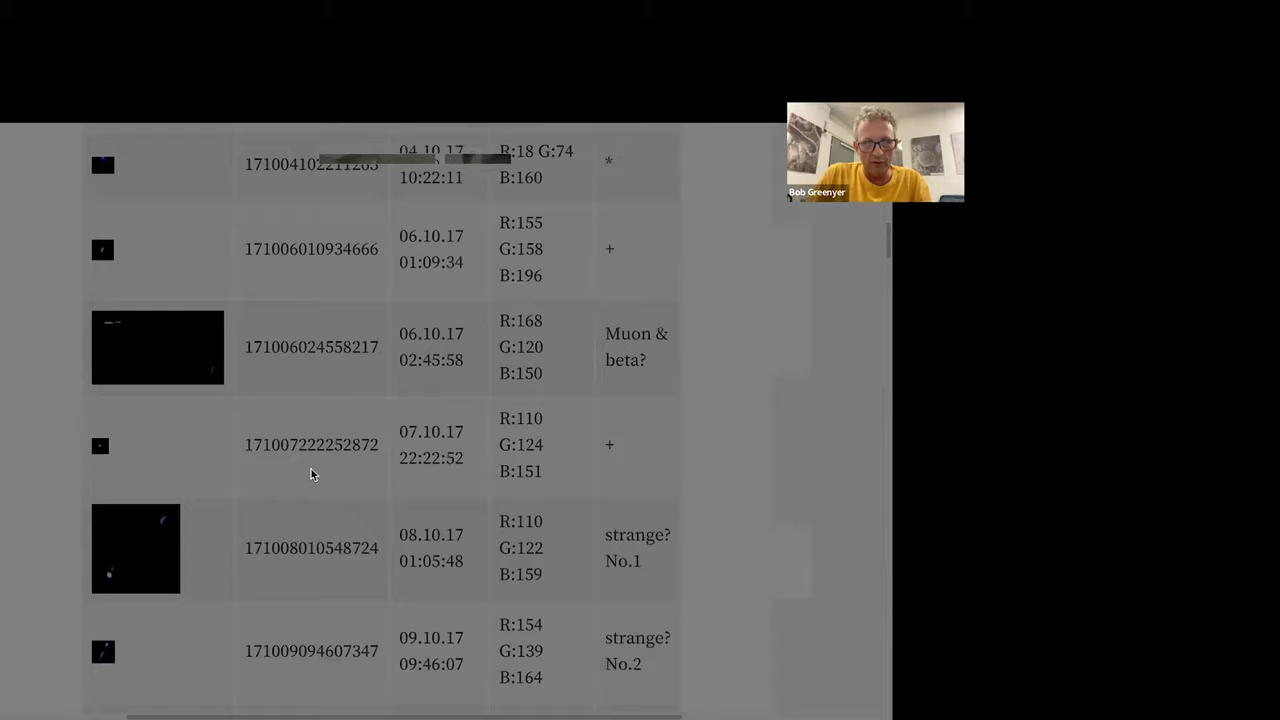 04.10.17
R:18 G:74
10:22:11
B:160
*
Bob Greenyer
171006010934666
06.10.17
01:09:34
R:155
G:158
B:196
+
171006024558217
06.10.17
02:45:58
R:168
G:120
B:150
Muon &
beta?
171007222252872
07.10.17
22:22:52
R:110
G:124
B:151
+
171008010548724
08.10.17
01:05:48
R:110
G:122
B:159
strange?
No.1
171009094607347
09.10.17
09:46:07
R:154
G:139
B:164
strange?
No.2